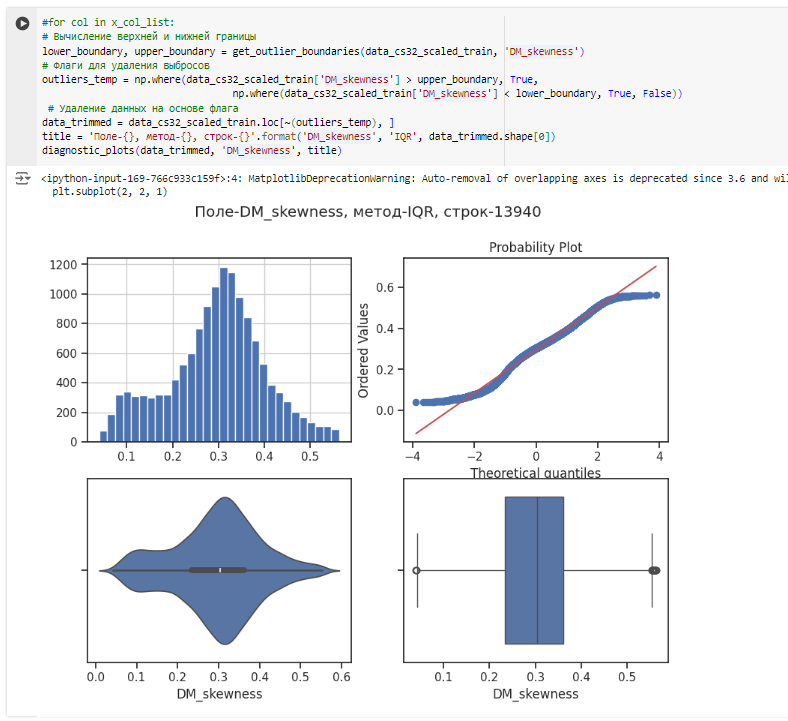 #for col in x_col_list:
# Вычисление верхней и нижней границы
lower_boundary, upper_boundary = get_outlier_boundaries(data_cs32_scaled_train, 'DM_skewness')
# Флаги для удаления выбросов
outliers_temp = np.where(data_cs32_scaled_train['DM_skewness'] > upper_boundary, True,
np.where(data_cs32_scaled_train['DM_skewness'] < lower_boundary, True, False))
# Удаление данных на основе флага
data_trimmed = data_cs32_scaled_train.loc[~(outliers_temp), ]
title = 'Поле-{}, метод-{}, строк-{}'.format('DM_skewness', 'IQR', data_trimmed.shape[0])
diagnostic_plots(data_trimmed, 'DM_skewness', title)
<ipython-input-169-766c933c159f>:4: MatplotlibDeprecationWarning: Auto-removal of overlapping axes is deprecated since 3.6 and wil
plt.subplot(2, 2, 1)
Поле-DM_skewness, метод-IQR, строк-13940
Probability Plot
1200
1000
800
600
400
200
0
0.1 0.2 0.3 0.4 0.5
Ordered Values
0.6
0.4
0.2
0.0
−4 −2 0 2 4
Theoretical quantiles
0.0 0.1 0.2 0.3 0.4 0.5 0.6
DM_skewness
0.1 0.2 0.3 0.4 0.5
DM_skewness